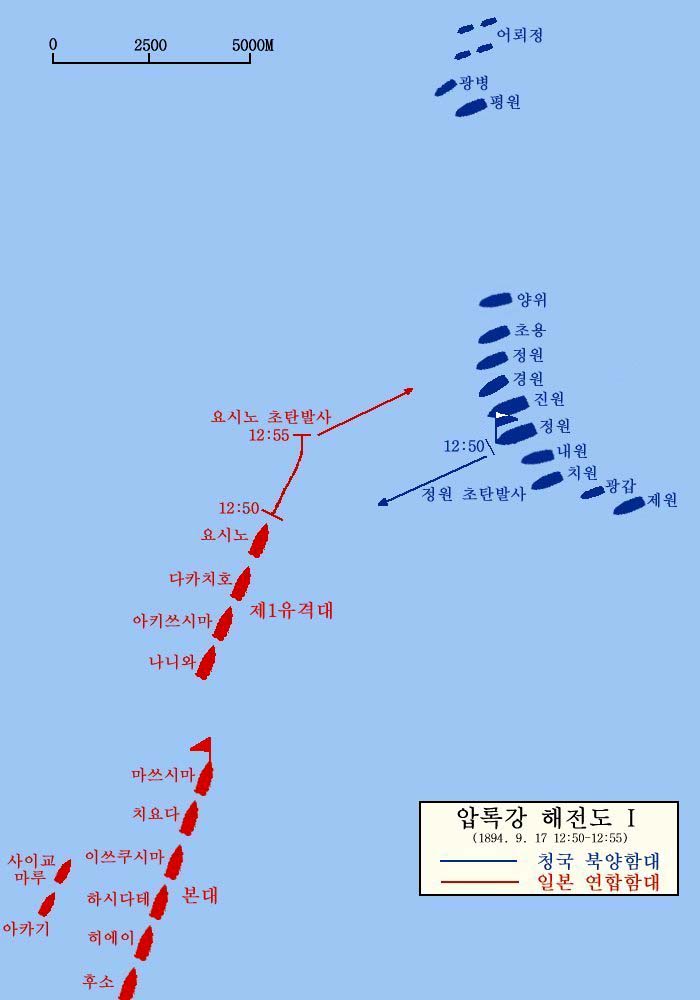 0 2500 5000M
어뢰정
광병
평원
양위
초용
정원
경원
진원
요시노 초탄발사
12:55
정원
12:50
내원
치원
광갑
정원 초탄발사
제원
12:50
요시노
다카치호
제1유격대
아키쓰시마
나니와
마쓰시마
치요다
이쓰쿠시마
사이교
마루
하시다테
본대
아카기
히에이
후소
압록강 해전도 I
(1894. 9. 17 12:50-12:55)
청국 북양함대
일본 연합함대